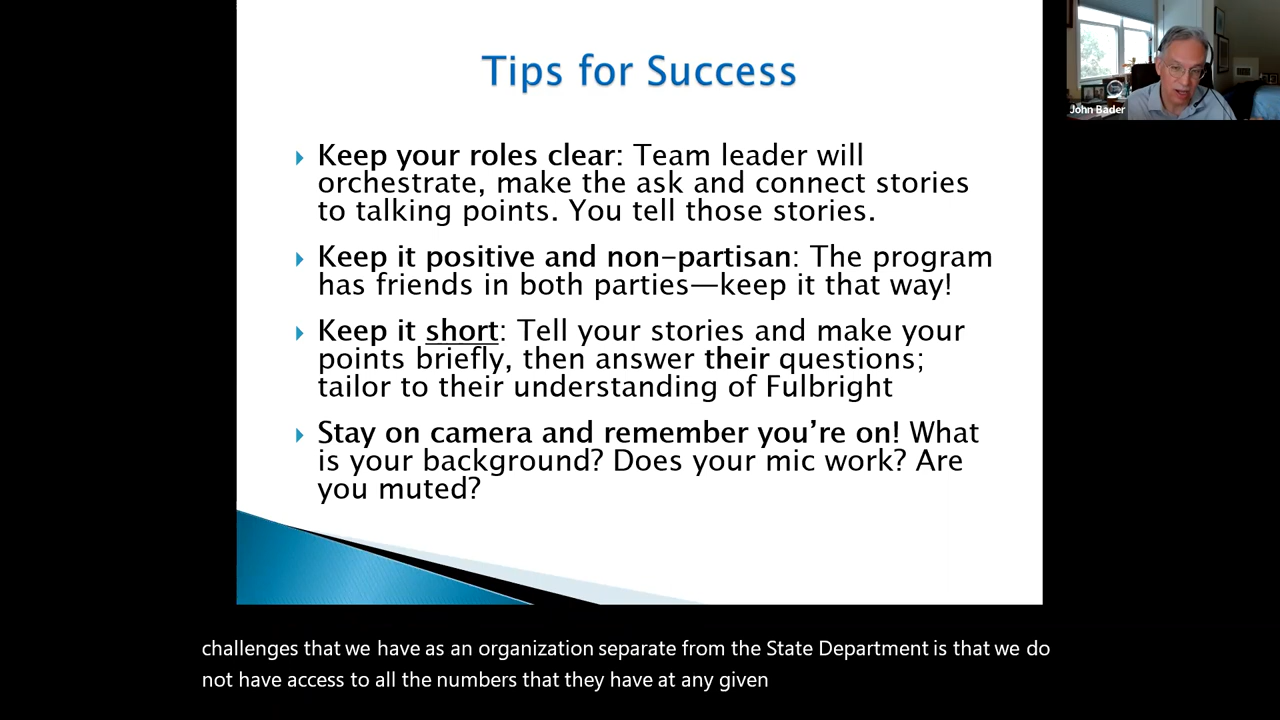 Tips for Success
John Bader
Keep your roles clear: Team leader will
orchestrate, make the ask and connect stories
to talking points. You tell those stories.
Keep it positive and non-partisan: The program
has friends in both parties—keep it that way!
Keep it short: Tell your stories and make your
points briefly, then answer their questions;
tailor to their understanding of Fulbright
Stay on camera and remember you’re on! What
is your background? Does your mic work? Are
you muted?
challenges that we have as an organization separate from the State Department is that we do
not have access to all the numbers that they have at any given